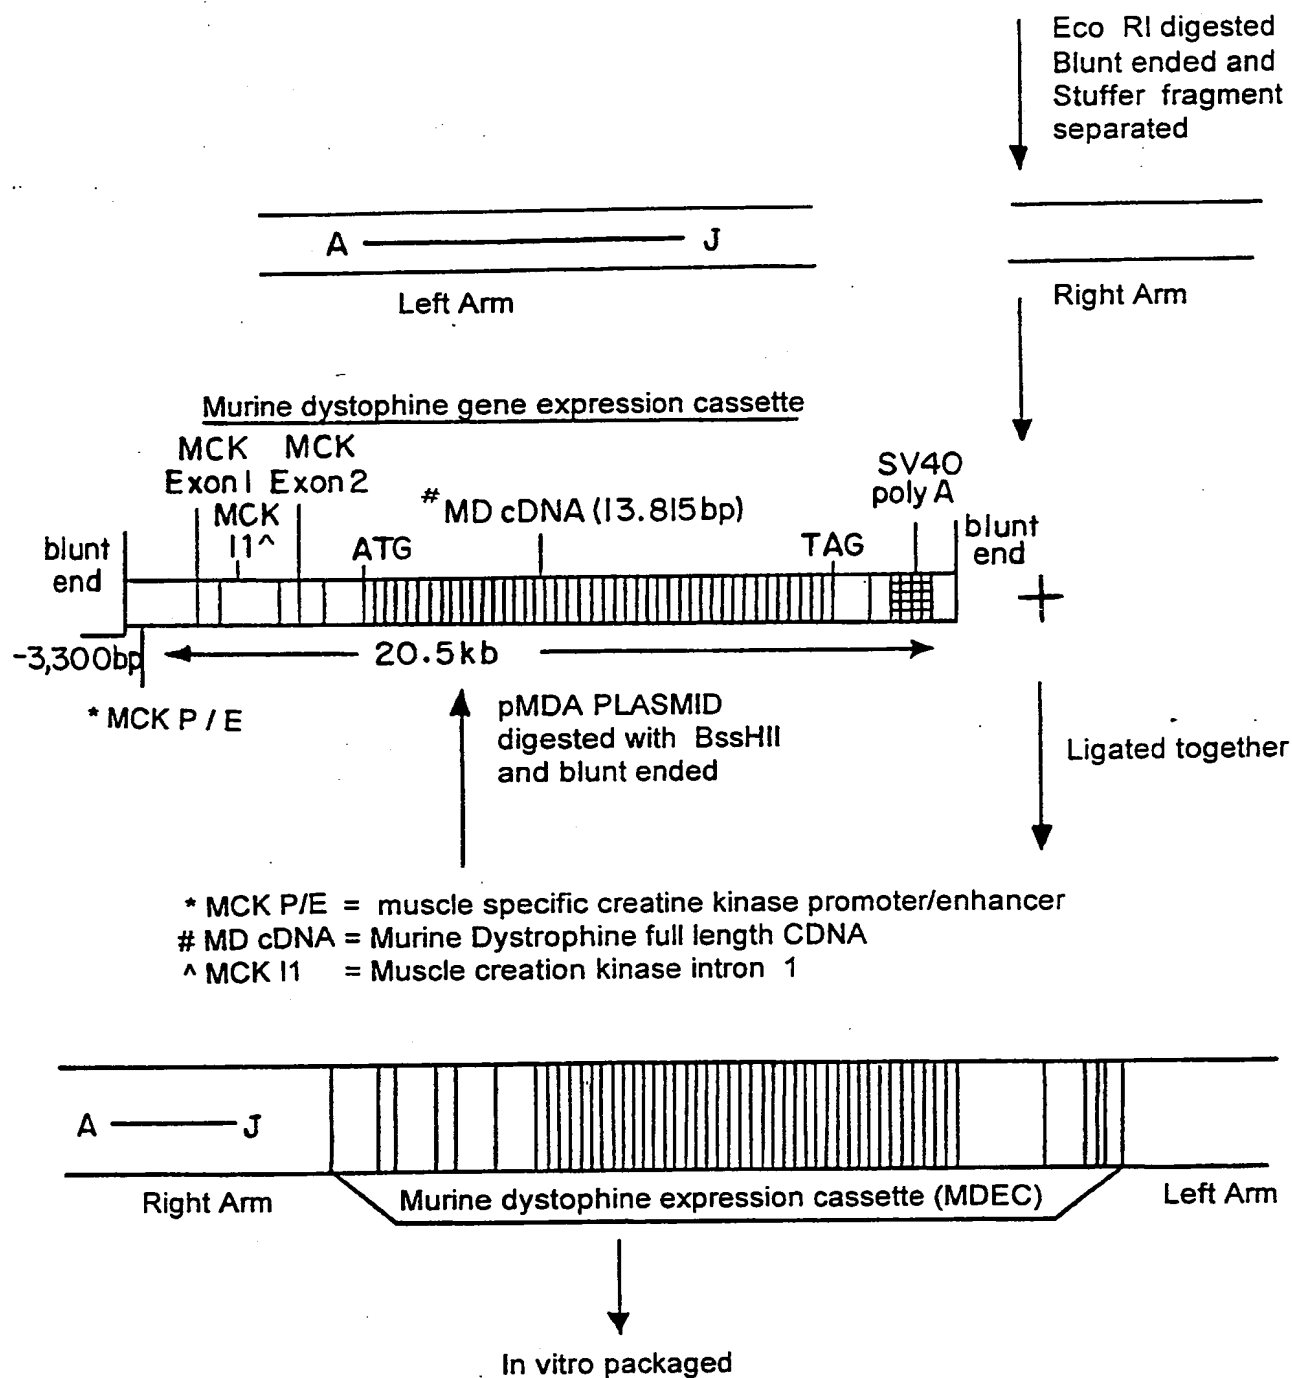 Eco RI digested
Blunt ended and
Stuffer fragment
separated
A J
Left Arm
Right Arm
Murine dystophine gene expression cassette
MCK Exon 1
MCK Exon 2
MCK I1^
# MD cDNA (13.815bp)
SV40
poly A
blunt
end
ATG
TAG
blunt
end
+
-3,300bp
20.5kb
* MCK P / E
pMDA PLASMID
digested with BssHII
and blunt ended
Ligated together
* MCK P/E = muscle specific creatine kinase promoter/enhancer
# MD cDNA = Murine Dystrophine full length CDNA
^ MCK I1 = Muscle creation kinase intron 1
A J
Right Arm
Murine dystophine expression cassette (MDEC)
Left Arm
In vitro packaged